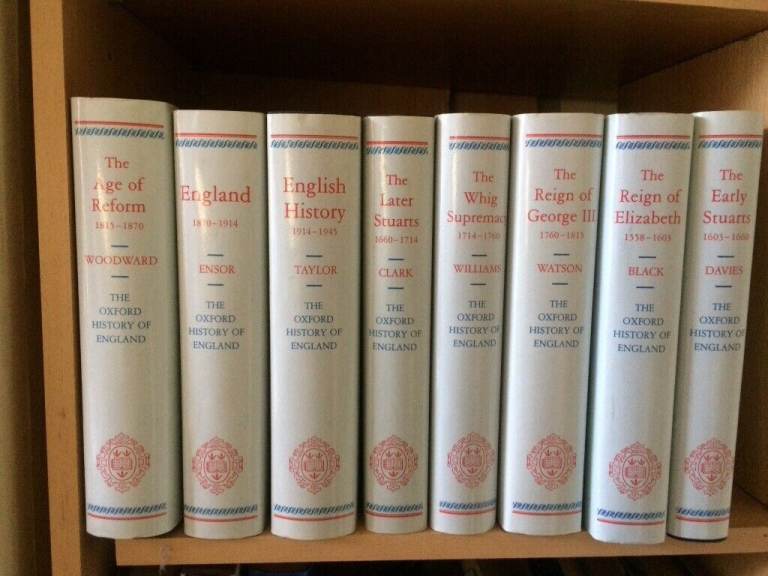 The
Age of
Reform
1815–1870
WOODWARD
THE
OXFORD
HISTORY OF
ENGLAND
England
1870–1914
ENSOR
THE
OXFORD
HISTORY OF
ENGLAND
English
History
1914–1945
TAYLOR
THE
OXFORD
HISTORY OF
ENGLAND
The
Later
Stuarts
1660–1714
CLARK
THE
OXFORD
HISTORY OF
ENGLAND
The
Whig
Supremacy
1714–1760
WILLIAMS
THE
OXFORD
HISTORY OF
ENGLAND
The
Reign of
George III
1760–1815
WATSON
THE
OXFORD
HISTORY OF
ENGLAND
The
Reign of
Elizabeth
1558–1603
BLACK
THE
OXFORD
HISTORY OF
ENGLAND
The
Early
Stuarts
1603–1660
DAVIES
THE
OXFORD
HISTORY OF
ENGLAND